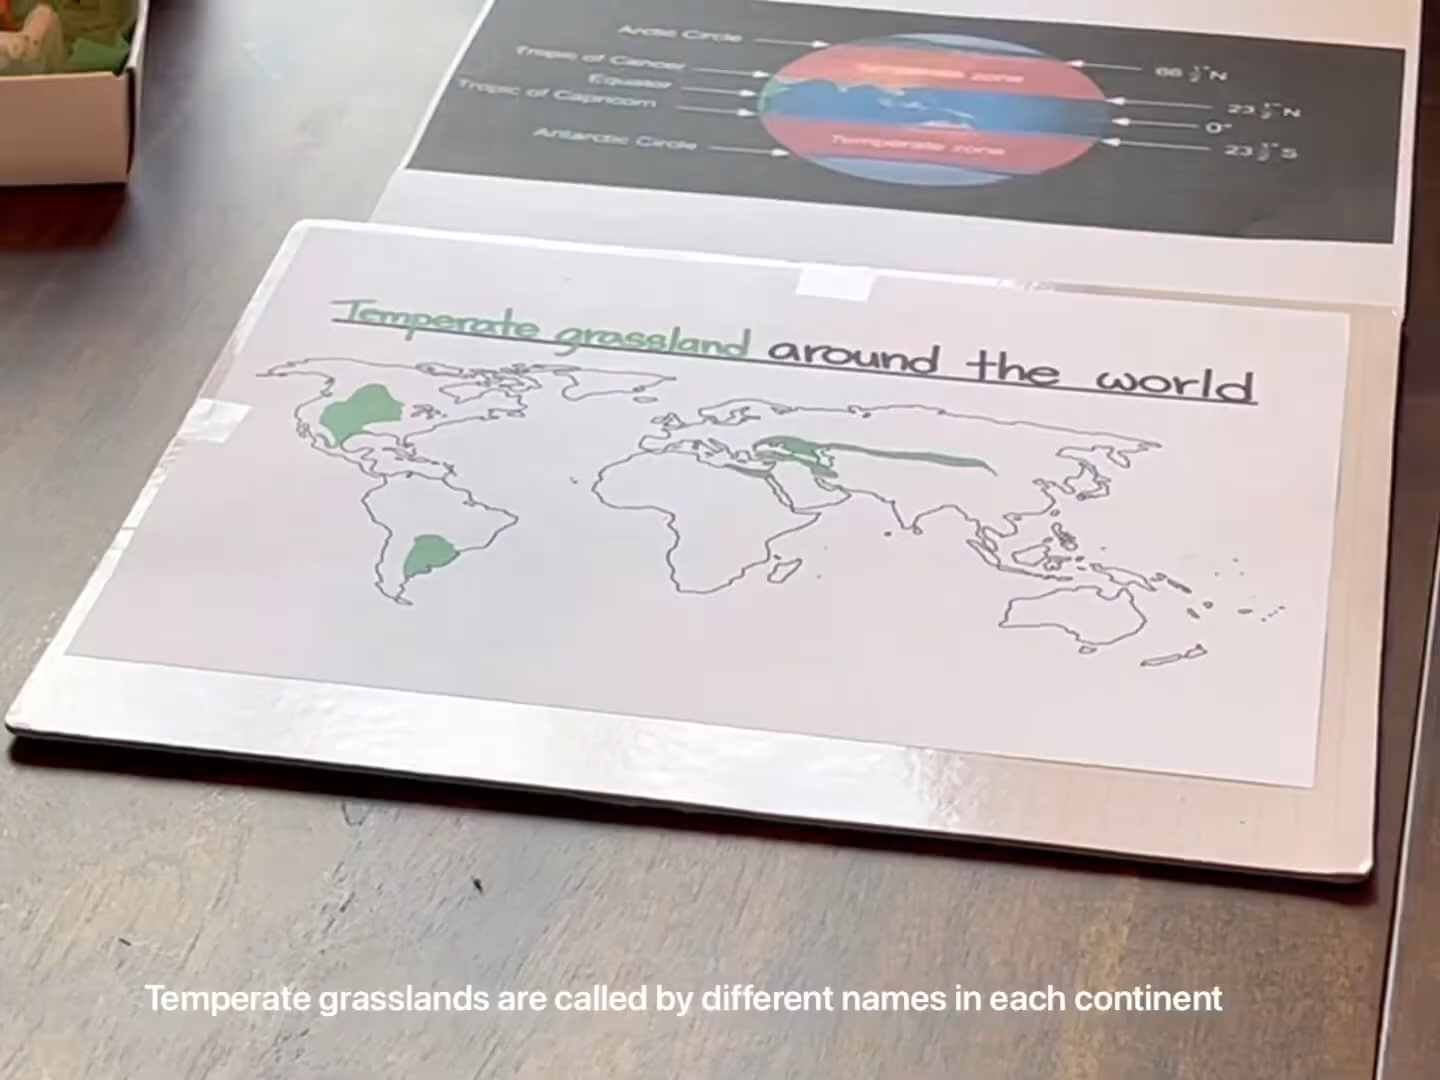 Arctic Circle
66 1/2° N
Tropic of Cancer
zone
23 1/2° N
Equator
0°
Tropic of Capricorn
23 1/2° S
Antarctic Circle
Temperate zone
Temperate grassland around the world
Temperate grasslands are called by different names in each continent